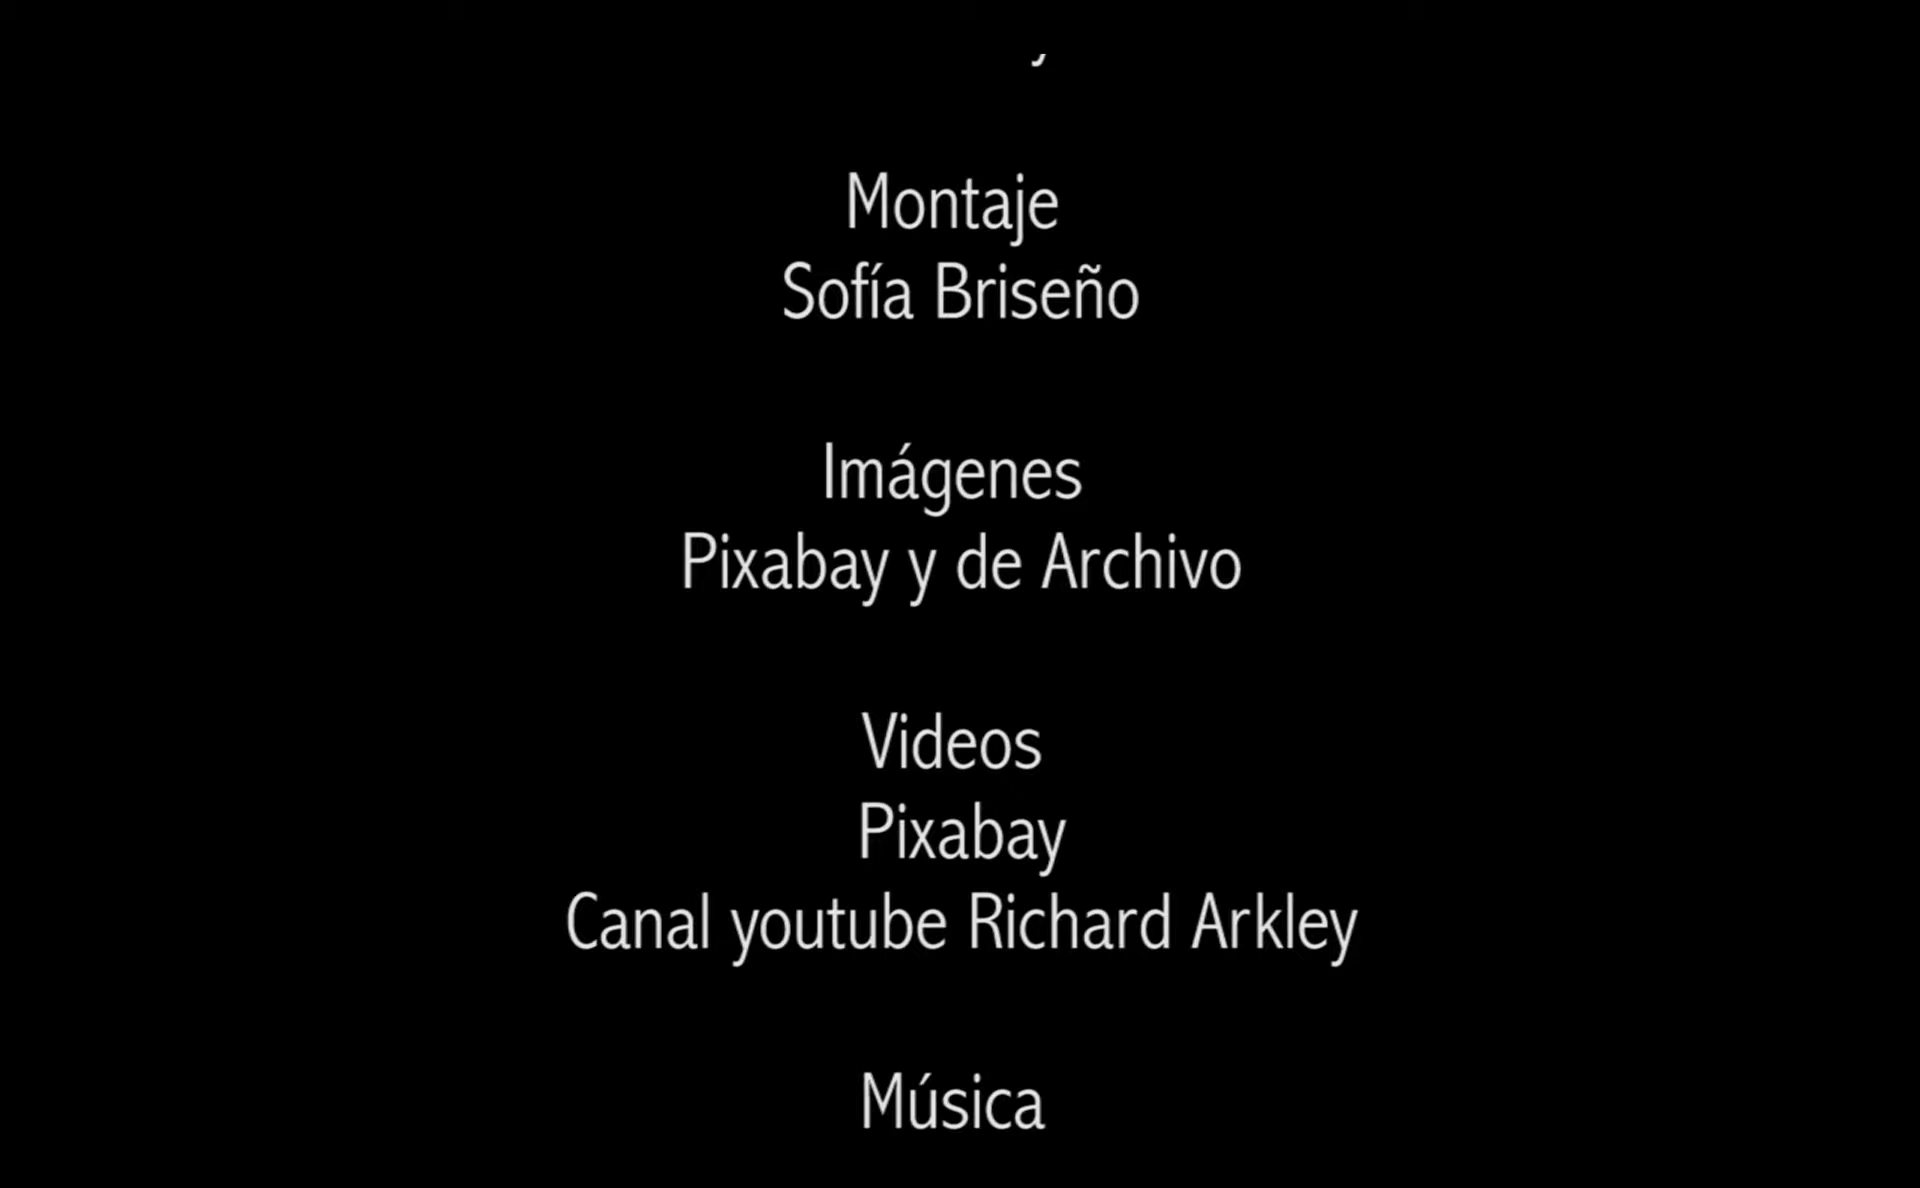 Montaje
Sofía Briseño
Imágenes
Pixabay y de Archivo
Videos
Pixabay
Canal youtube Richard Arkley
Música